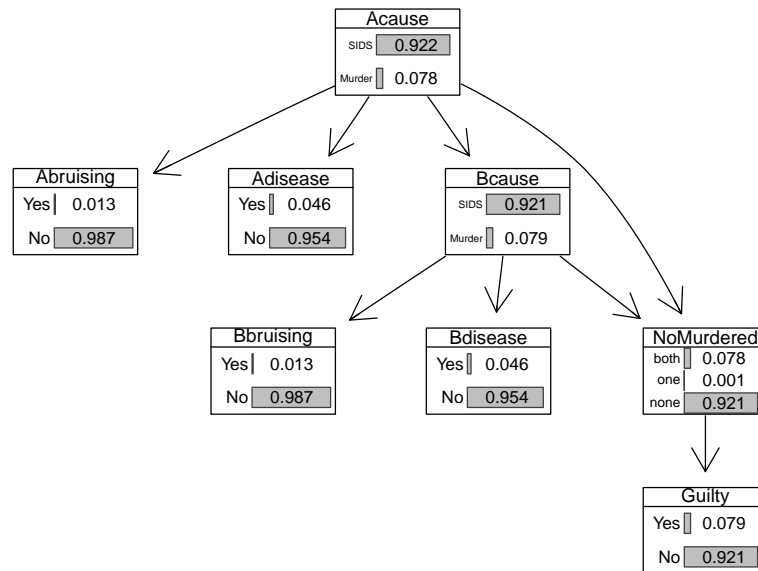 Acause
SIDS 0.922
Murder 0.078
Abruising
Yes 0.013
No 0.987
Adisease
Yes 0.046
No 0.954
Bcause
SIDS 0.921
Murder 0.079
Bbruising
Yes 0.013
No 0.987
Bdisease
Yes 0.046
No 0.954
NoMurdered
both 0.078
one 0.001
none 0.921
Guilty
Yes 0.079
No 0.921